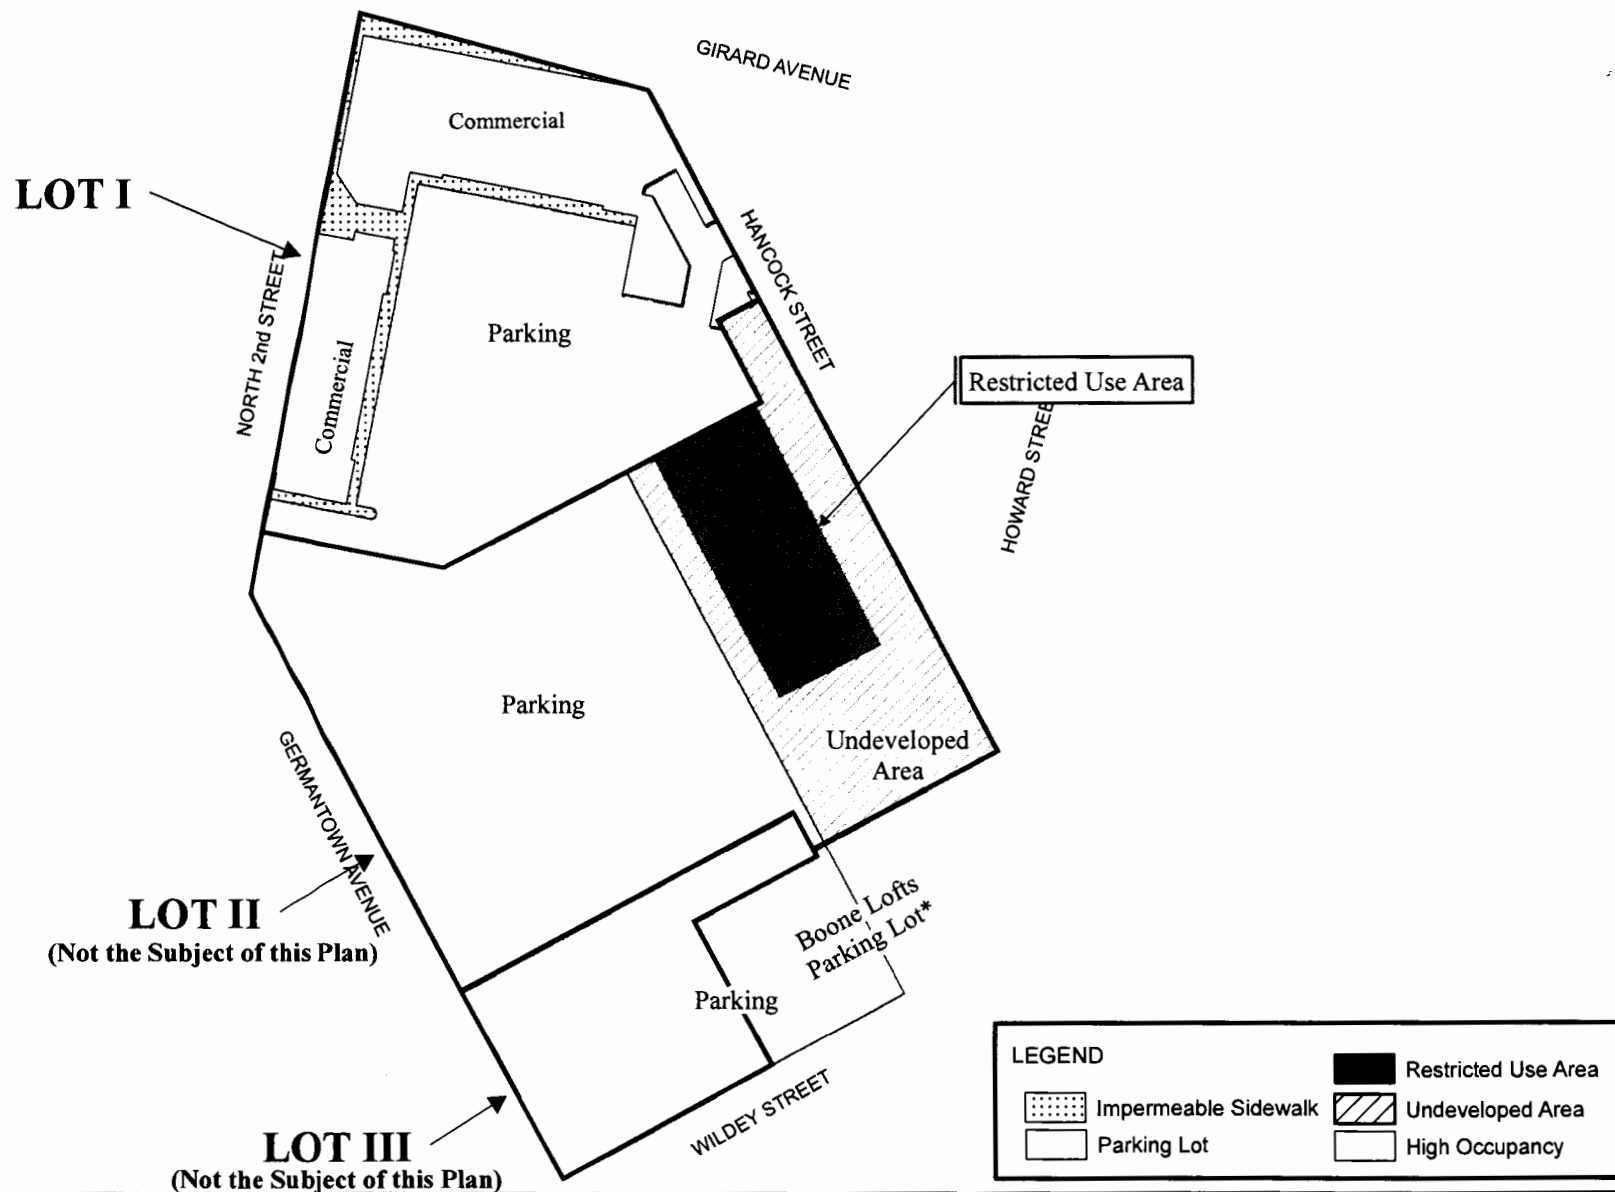 GIRARD AVENUE
Commercial
LOT I
HANCOCK STREET
NORTH 2nd STREET
Parking
Commercial
Restricted Use Area
HOWARD STREE
Parking
Undeveloped
Area
GERMANTOWN AVENUE
LOT II
(Not the Subject of this Plan)
Boone Lofts
Parking Lot*
Parking
WILDEY STREET
LOT III
(Not the Subject of this Plan)
LEGEND
Impermeable Sidewalk
Parking Lot
Restricted Use Area
Undeveloped Area
High Occupancy